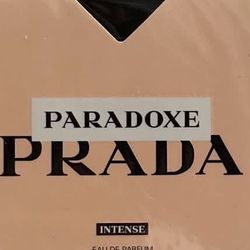 PARADOXE
PRADA
INTENSE
EAU DE PARFUM